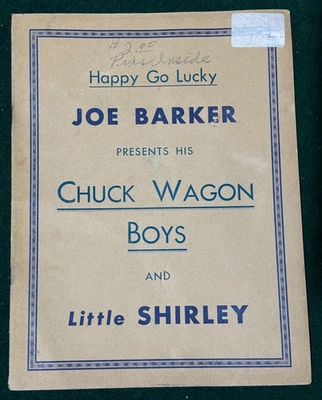 $2.00
Pics Inside
Happy Go Lucky
JOE BARKER
PRESENTS HIS
CHUCK WAGON
BOYS
AND
Little SHIRLEY